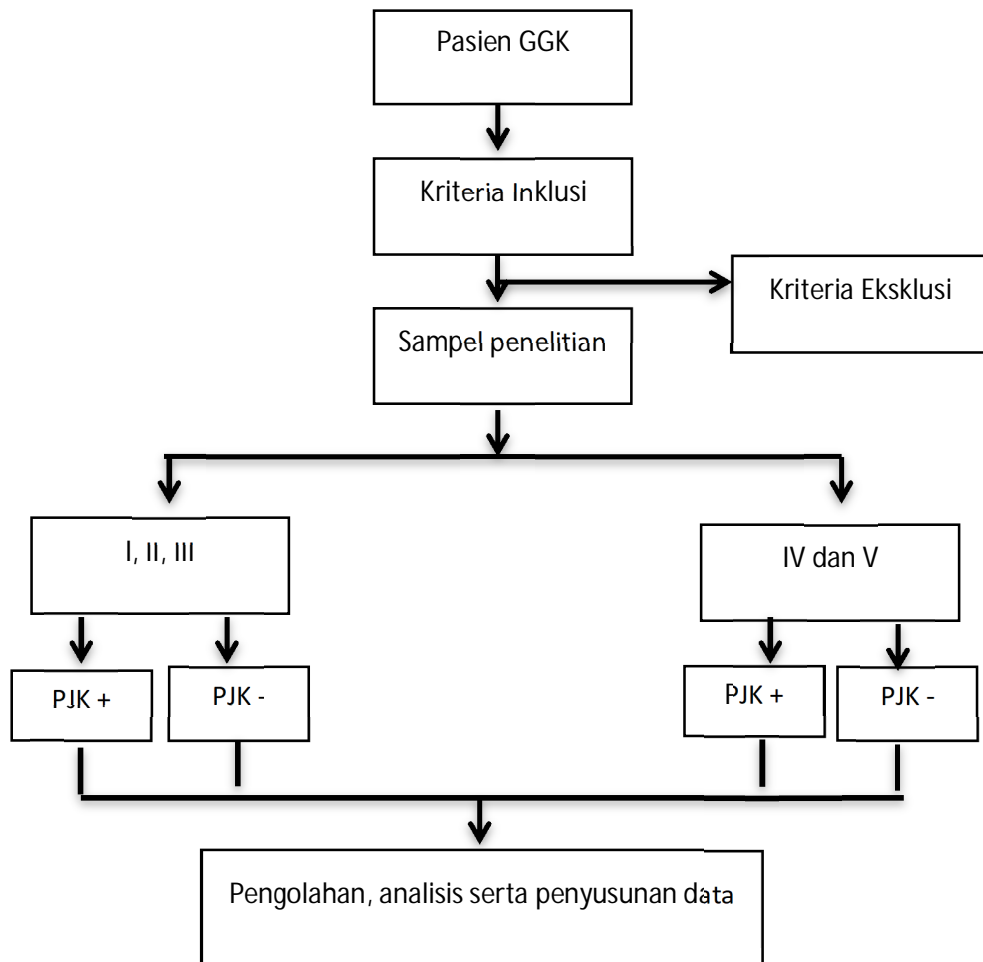 Pasien GGK
Kriteria Inklusi
Kriteria Eksklusi
Sampel penelitian
I, II, III
IV dan V
PJK +
PJK -
PJK +
PJK -
Pengolahan, analisis serta penyusunan data